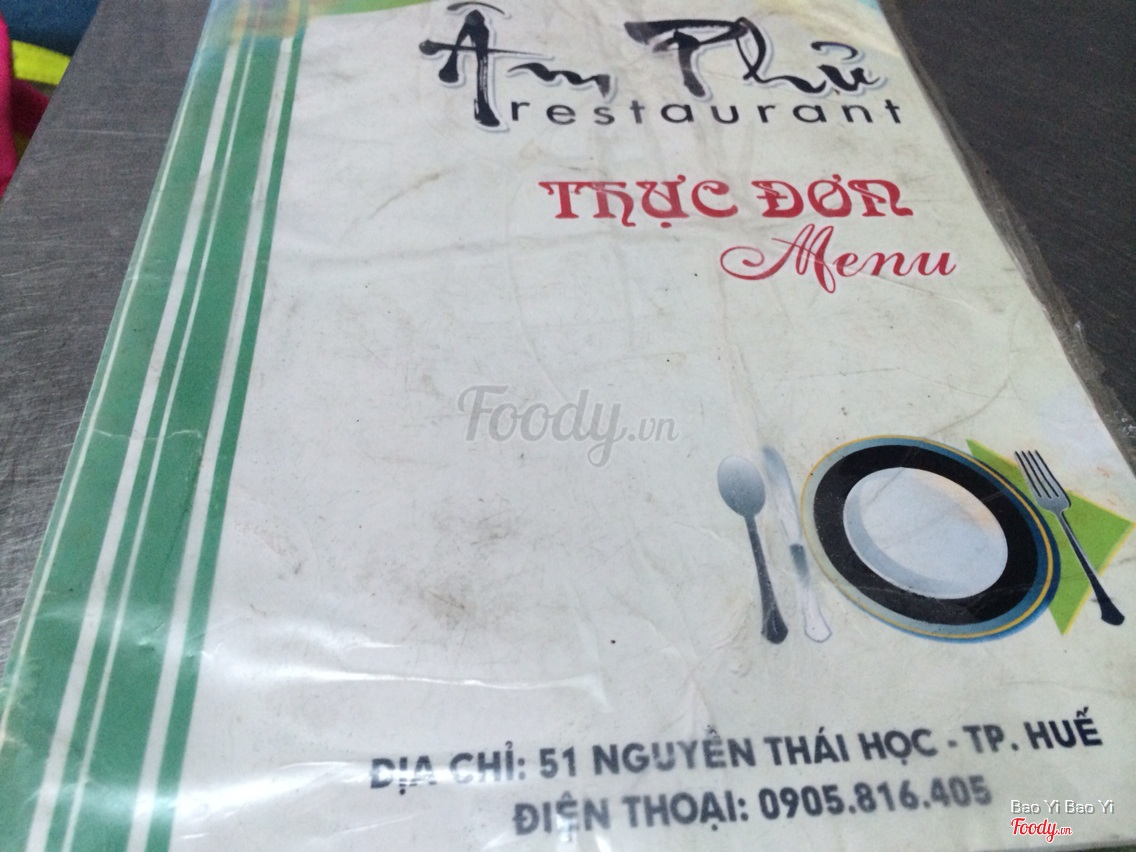 Âm Phủ
restaurant
THỰC ĐƠN
Menu
Foody.vn
ĐỊA CHỈ: 51 NGUYỄN THÁI HỌC - TP. HUẾ
ĐIỆN THOẠI: 0905.816.405
Bao Yi Bao Yi
Foody.vn